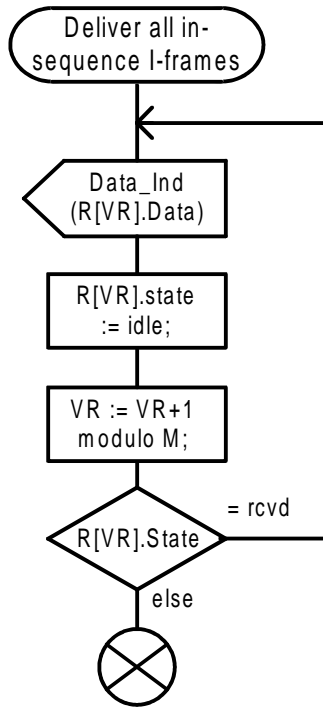 Deliver all in-
sequence I-frames
Data_Ind
(R[VR].Data)
R[VR].state
:= idle;
VR := VR+1
modulo M;
= rcvd
R[VR].State
else